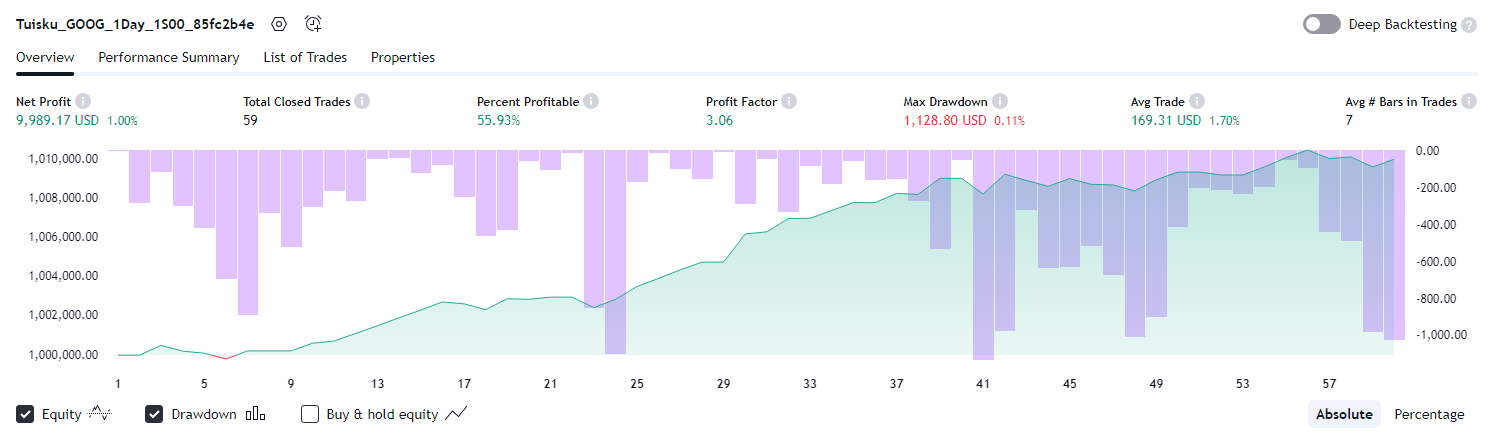 Tuisku_GOOG_1Day_1S00_85fc2b4e Deep Backtesting ?
Overview Performance Summary List of Trades Properties
Net Profit i Total Closed Trades i Percent Profitable i Profit Factor i Max Drawdown i Avg Trade i Avg # Bars in Trades i
9,989.17 USD 1.00% 59 55.93% 3.06 1,128.80 USD 0.11% 169.31 USD 1.70% 7
1,010,000.00 0.00
1,008,000.00 -200.00
1,006,000.00 -400.00
1,004,000.00 -600.00
1,002,000.00 -800.00
1,000,000.00 -1,000.00
1 5 9 13 17 21 25 29 33 37 41 45 49 53 57
Equity Drawdown Buy & hold equity Absolute Percentage